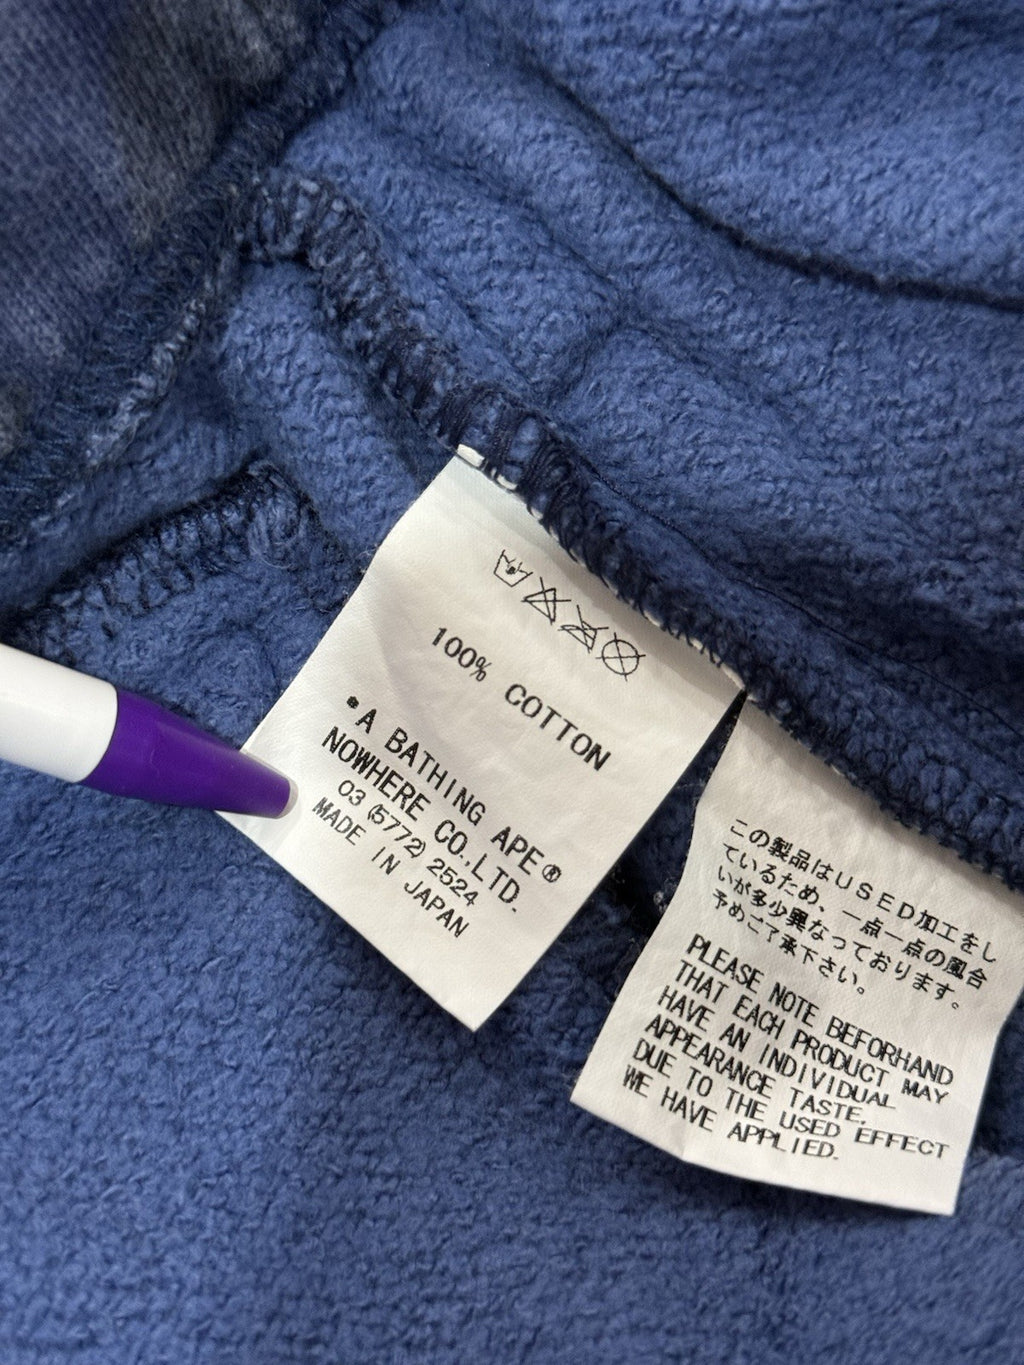 100% COTTON
•A BATHING APE®
NOWHERE CO.,LTD.
03 (5772) 2524
MADE IN JAPAN
この製品はUSED加工をし
ているため、一点一点の風合
いが多少異なっております。
予めご了承下さい。
PLEASE NOTE BEFORHAND
THAT EACH PRODUCT MAY
HAVE AN INDIVIDUAL
APPEARANCE TASTE.
DUE TO THE USED EFFECT
WE HAVE APPLIED.